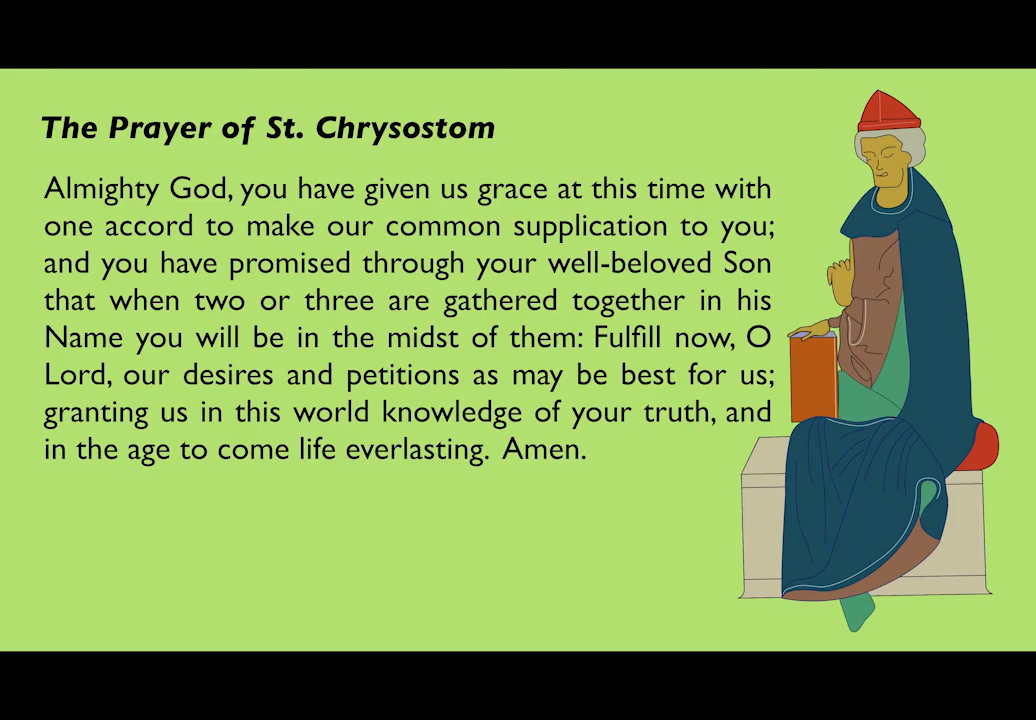 The Prayer of St. Chrysostom
Almighty God, you have given us grace at this time with
one accord to make our common supplication to you;
and you have promised through your well-beloved Son
that when two or three are gathered together in his
Name you will be in the midst of them: Fulfill now, O
Lord, our desires and petitions as may be best for us;
granting us in this world knowledge of your truth, and
in the age to come life everlasting. Amen.